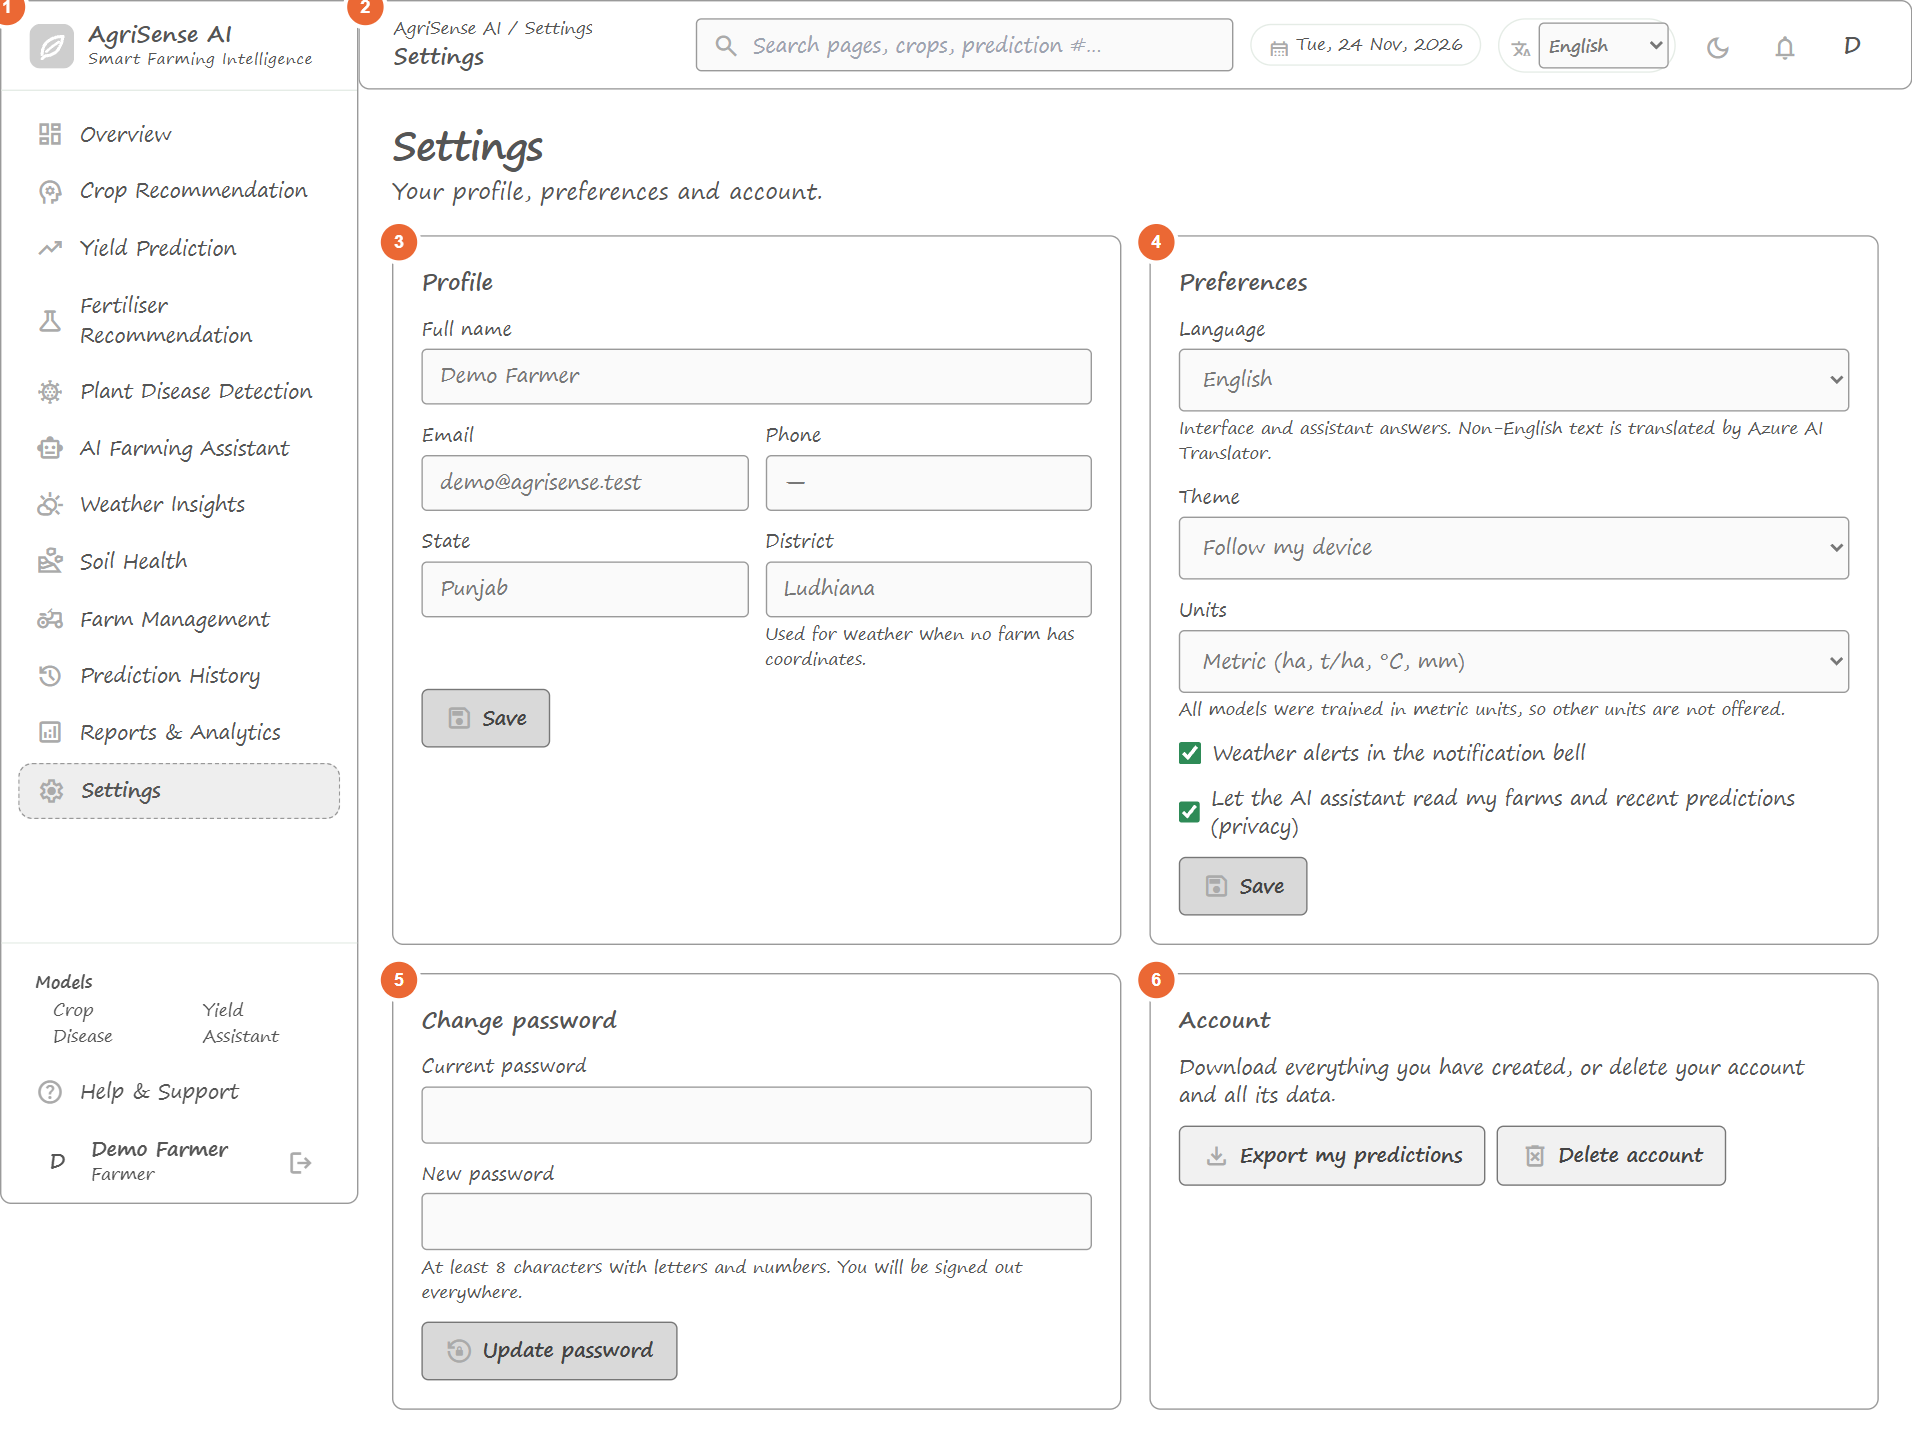 1
AgriSense AI
Smart Farming Intelligence
Overview
Crop Recommendation
Yield Prediction
Fertiliser
Recommendation
Plant Disease Detection
AI Farming Assistant
Weather Insights
Soil Health
Farm Management
Prediction History
Reports & Analytics
Settings
Models
Crop Yield
Disease Assistant
Help & Support
D
Demo Farmer
Farmer
2
AgriSense AI / Settings
Settings
Search pages, crops, prediction #...
Tue, 24 Nov, 2026
English
D
Settings
Your profile, preferences and account.
3
Profile
Full name
Demo Farmer
Email Phone
demo@agrisense.test —
State District
Punjab Ludhiana
Used for weather when no farm has
coordinates.
Save
4
Preferences
Language
English
Interface and assistant answers. Non-English text is translated by Azure AI
Translator.
Theme
Follow my device
Units
Metric (ha, t/ha, °C, mm)
All models were trained in metric units, so other units are not offered.
Weather alerts in the notification bell
Let the AI assistant read my farms and recent predictions
(privacy)
Save
5
Change password
Current password
New password
At least 8 characters with letters and numbers. You will be signed out
everywhere.
Update password
6
Account
Download everything you have created, or delete your account
and all its data.
Export my predictions Delete account